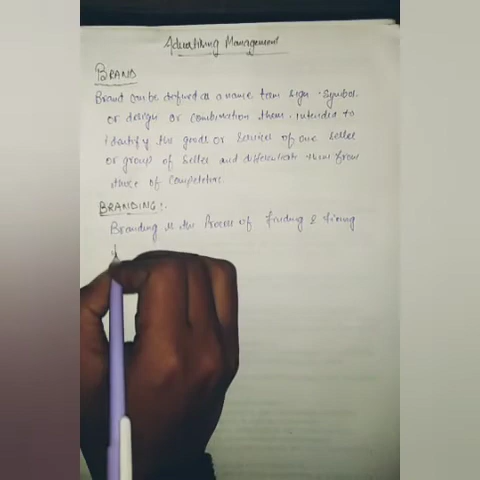 Advertising Management
BRAND
Brand can be defined as a name term sign symbol
or design or combination them. intended to
identify the goods or services of one seller
or group of seller and differentiate them from
those of competitors.
BRANDING:-
Branding is the Process of finding & fixing